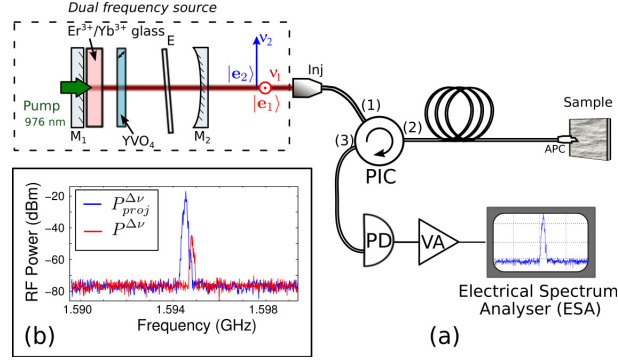 Dual frequency source
Er³⁺/Yb³⁺ glass
E
ν₂
|e₂⟩
ν₁
|e₁⟩
Pump
976 nm
M₁
YVO₄
M₂
Inj
(1)
(2)
(3)
PIC
Sample
APC
PD
VA
Electrical Spectrum
Analyser (ESA)
(a)
RF Power (dBm)
−20
−40
−60
−80
P^{Δν}_{proj}
P^{Δν}
1.590
1.594
1.598
Frequency (GHz)
(b)